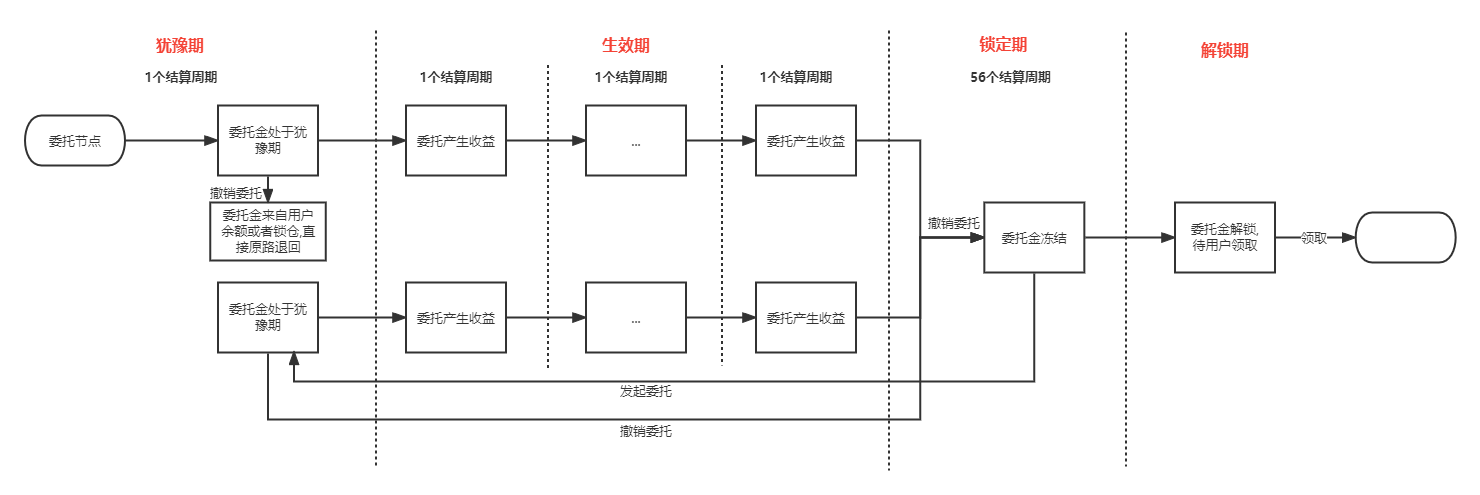 犹豫期
生效期
锁定期
解锁期
1个结算周期
1个结算周期
1个结算周期
1个结算周期
56个结算周期
委托节点
委托金处于犹
豫期
委托产生收益
...
委托产生收益
撤销委托
委托金来自用户
余额或者锁仓,直
接原路退回
撤销委托
委托金冻结
委托金解锁,
待用户领取
领取
委托金处于犹
豫期
委托产生收益
...
委托产生收益
发起委托
撤销委托